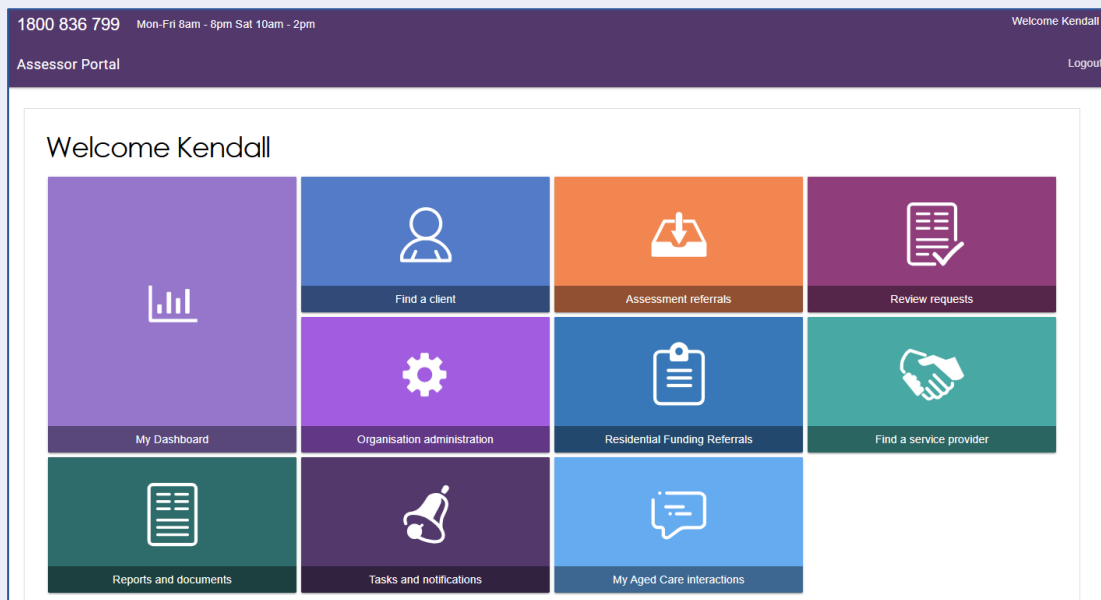 1800 836 799 Mon-Fri 8am - 8pm Sat 10am - 2pm Welcome Kendall
Assessor Portal Logout
Welcome Kendall
Find a client Assessment referrals Review requests
My Dashboard Organisation administration Residential Funding Referrals Find a service provider
Reports and documents Tasks and notifications My Aged Care interactions